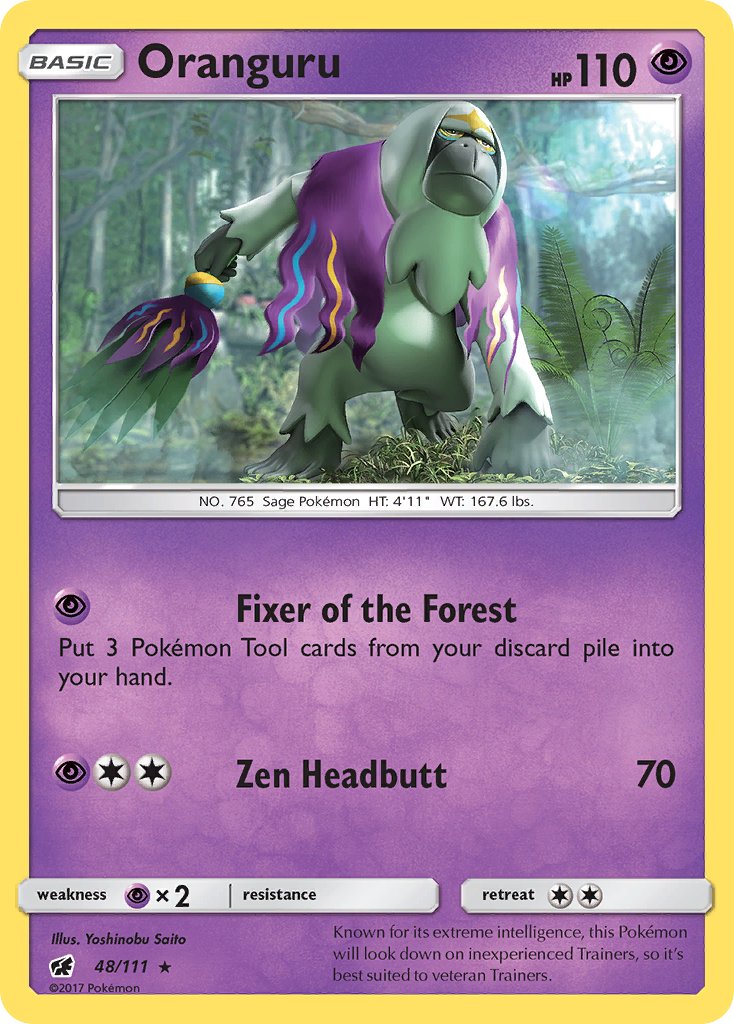 BASIC Oranguru HP 110
NO. 765 Sage Pokémon HT: 4'11" WT: 167.6 lbs.
Fixer of the Forest
Put 3 Pokémon Tool cards from your discard pile into
your hand.
Zen Headbutt 70
weakness × 2 resistance retreat
Illus. Yoshinobu Saito
48/111 ★
©2017 Pokémon
Known for its extreme intelligence, this Pokémon
will look down on inexperienced Trainers, so it's
best suited to veteran Trainers.